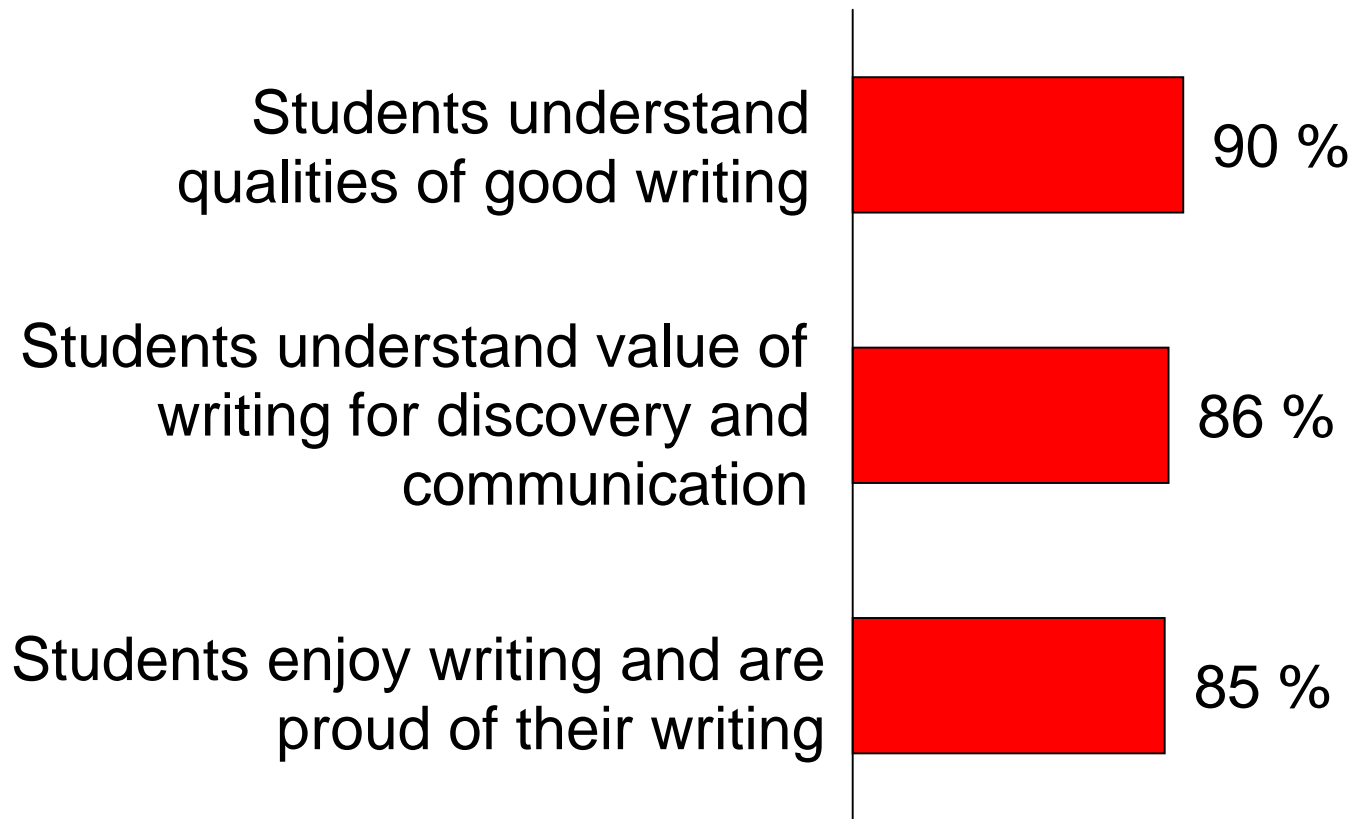 Students understand
qualities of good writing
90 %
Students understand value of
writing for discovery and
communication
86 %
Students enjoy writing and are
proud of their writing
85 %